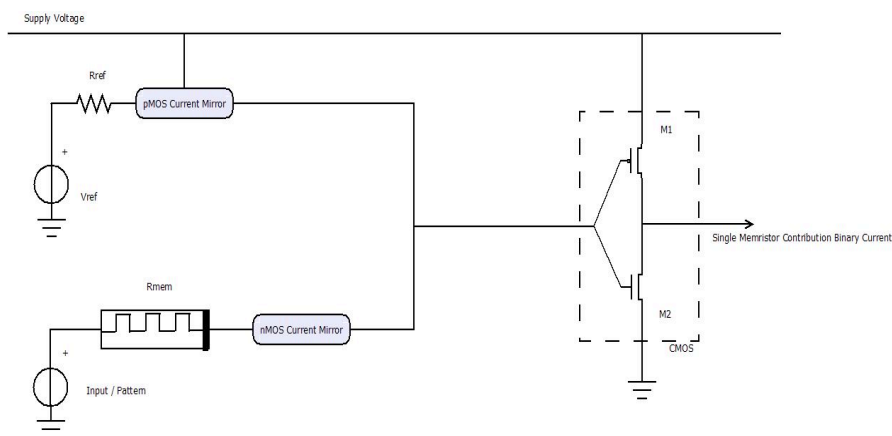 Supply Voltage
Rref
pMOS Current Mirror
M1
+
Vref
Single Memristor Contribution Binary Current
Rmem
M2
nMOS Current Mirror
CMOS
+
Input / Pattern